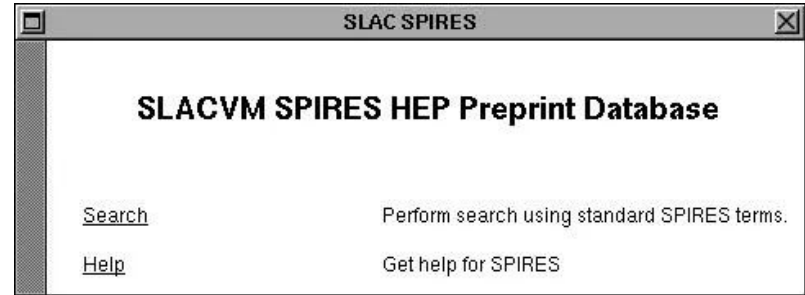 SLAC SPIRES
SLACVM SPIRES HEP Preprint Database
Search Perform search using standard SPIRES terms.
Help Get help for SPIRES